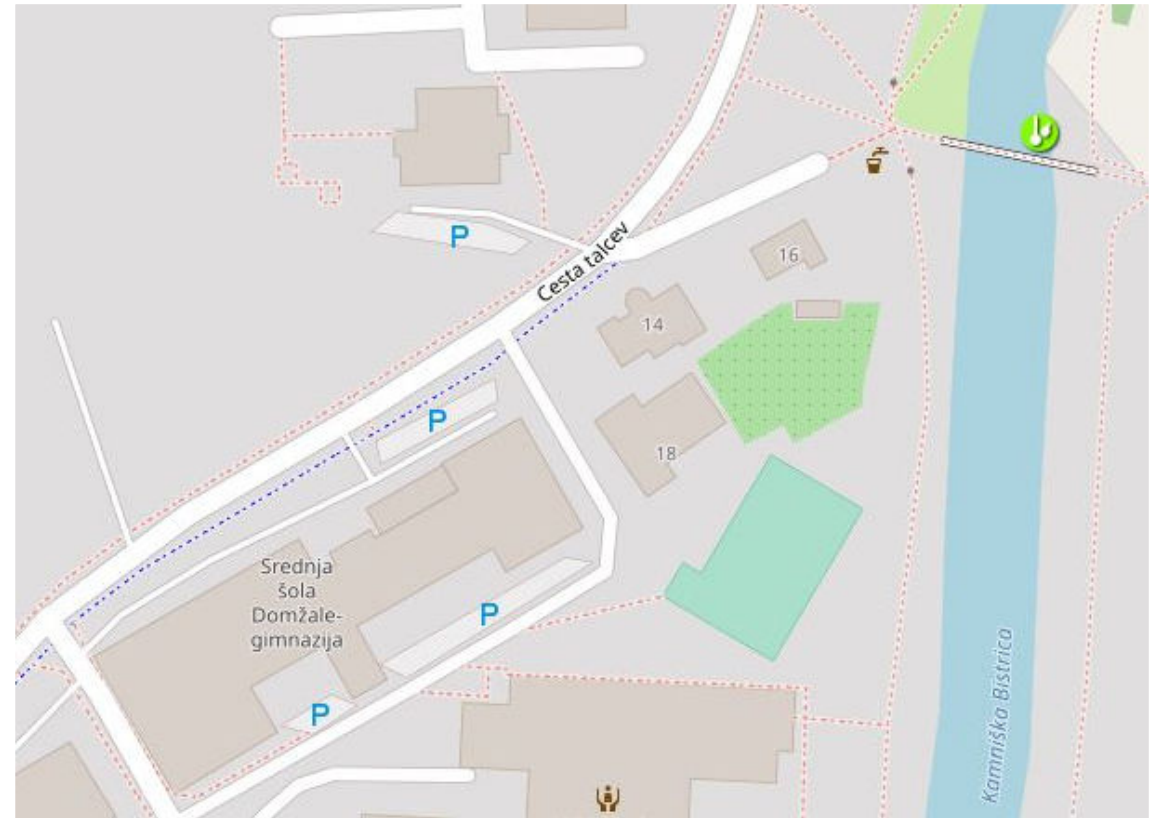 P
Cesta talcev
16
14
P
18
Srednja
šola
Domžale-
gimnazija
P
P
Kamniška Bistrica